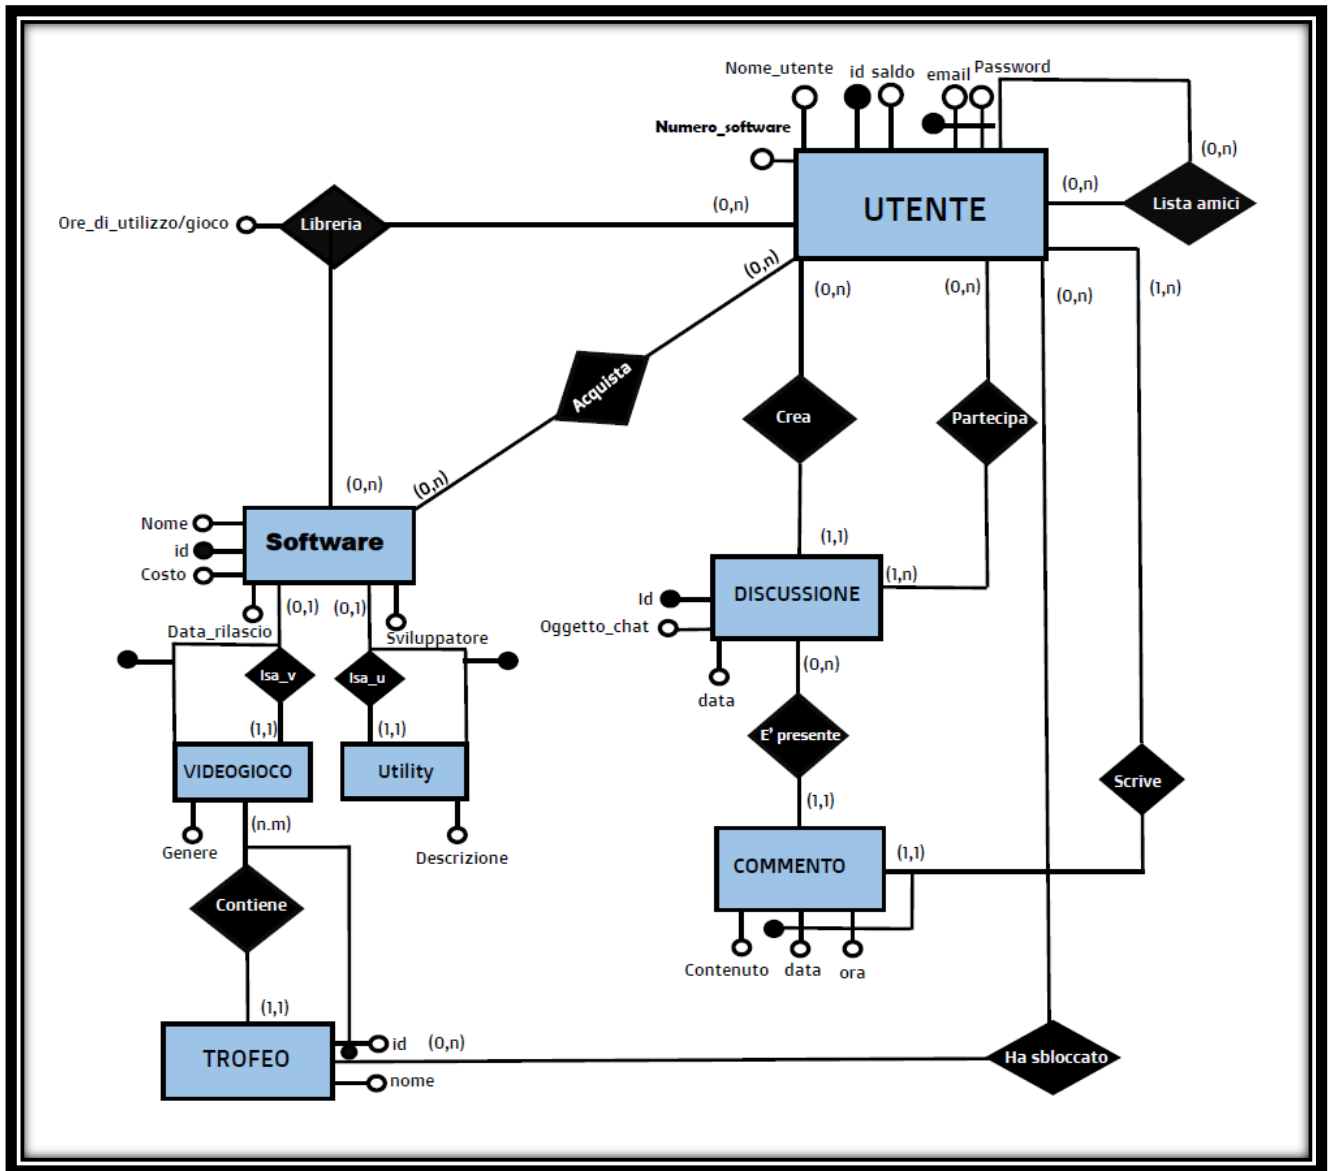 Nome_utente
id
saldo
email
Password
Numero_software
UTENTE
(0,n)
(0,n)
Lista amici
Ore_di_utilizzo/gioco
Libreria
(0,n)
(0,n)
(0,n)
(0,n)
(0,n)
(1,n)
Acquista
Crea
Partecipa
(0,n)
(0,n)
Nome
id
Costo
Software
(1,1)
(1,n)
DISCUSSIONE
Id
Oggetto_chat
data
(0,1)
(0,1)
Data_rilascio
Sviluppatore
Isa_v
Isa_u
(0,n)
(1,1)
(1,1)
E' presente
VIDEOGIOCO
Utility
Scrive
(n.m)
(1,1)
Genere
Descrizione
COMMENTO
(1,1)
Contiene
Contenuto
data
ora
(1,1)
TROFEO
id
(0,n)
nome
Ha sbloccato